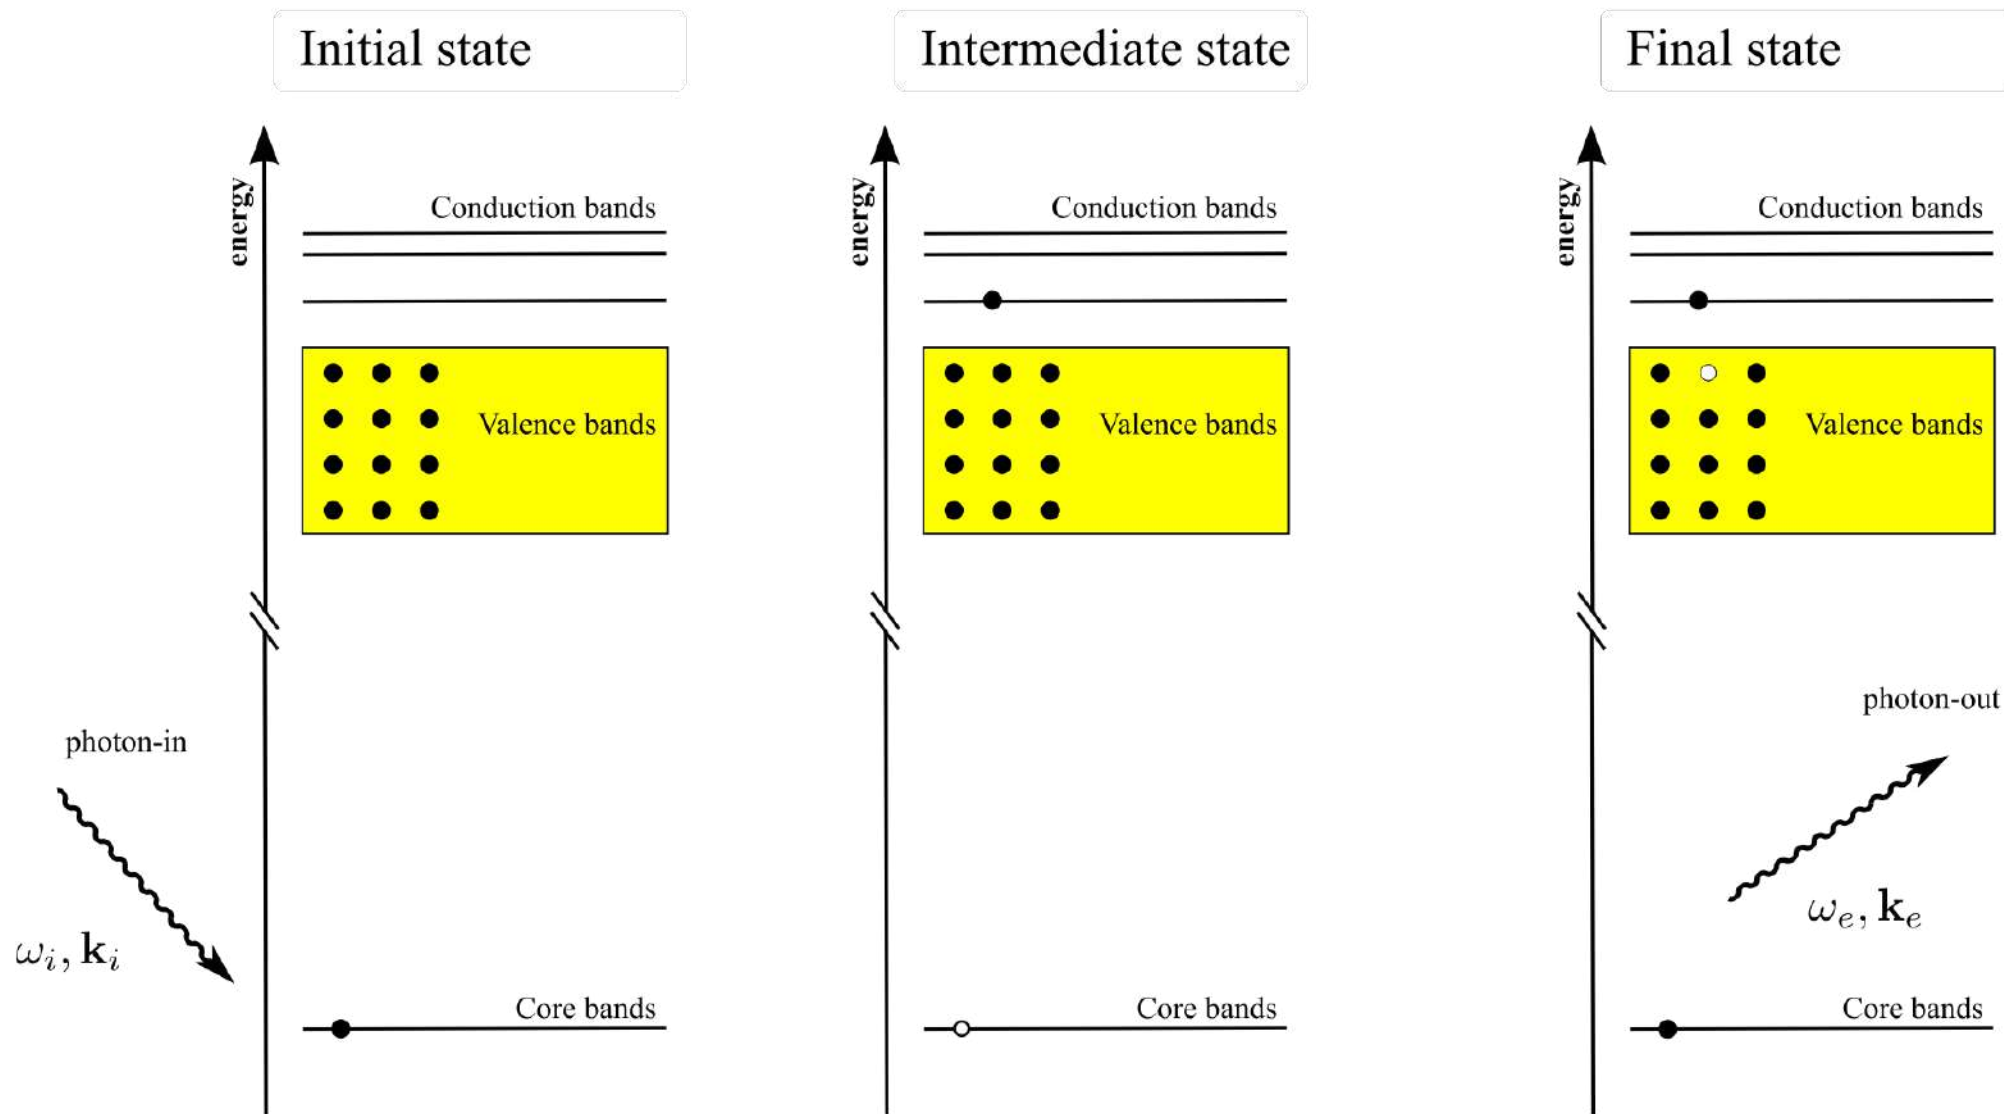 Initial state
energy
Conduction bands
Valence bands
photon-in
ωᵢ, kᵢ
Core bands
Intermediate state
energy
Conduction bands
Valence bands
Core bands
Final state
energy
Conduction bands
Valence bands
photon-out
ωₑ, kₑ
Core bands